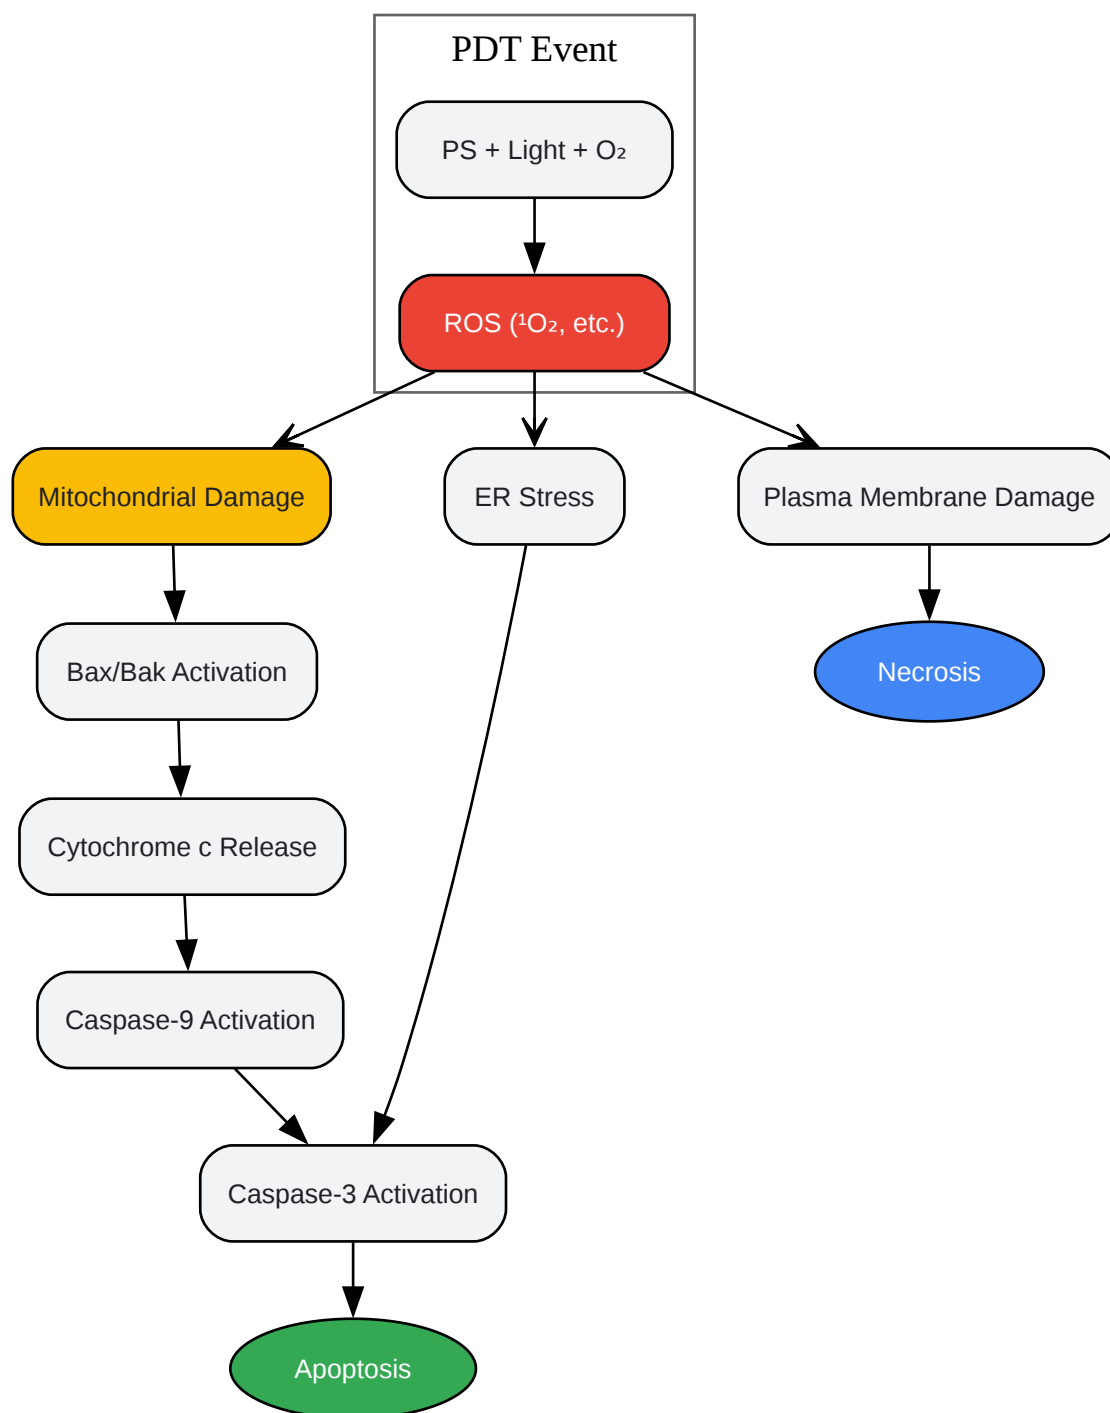 PDT Event
PS + Light + O₂
ROS (¹O₂, etc.)
Mitochondrial Damage
ER Stress
Plasma Membrane Damage
Bax/Bak Activation
Necrosis
Cytochrome c Release
Caspase-9 Activation
Caspase-3 Activation
Apoptosis